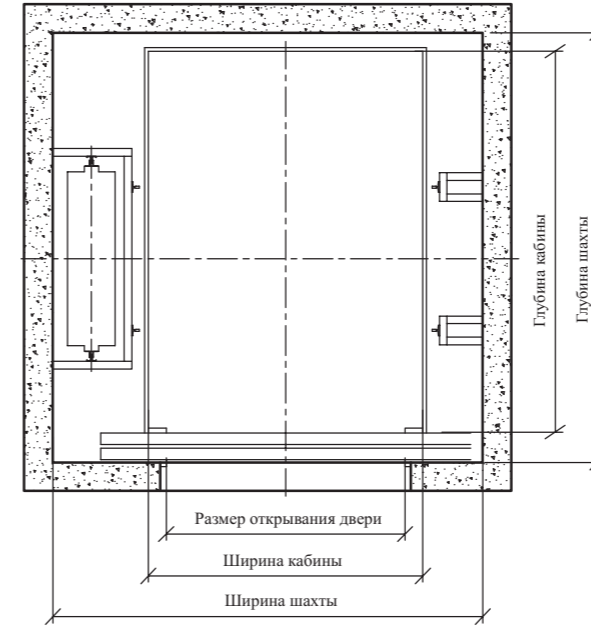 Глубина кабины
Глубина шахты
Размер открывания двери
Ширина кабины
Ширина шахты